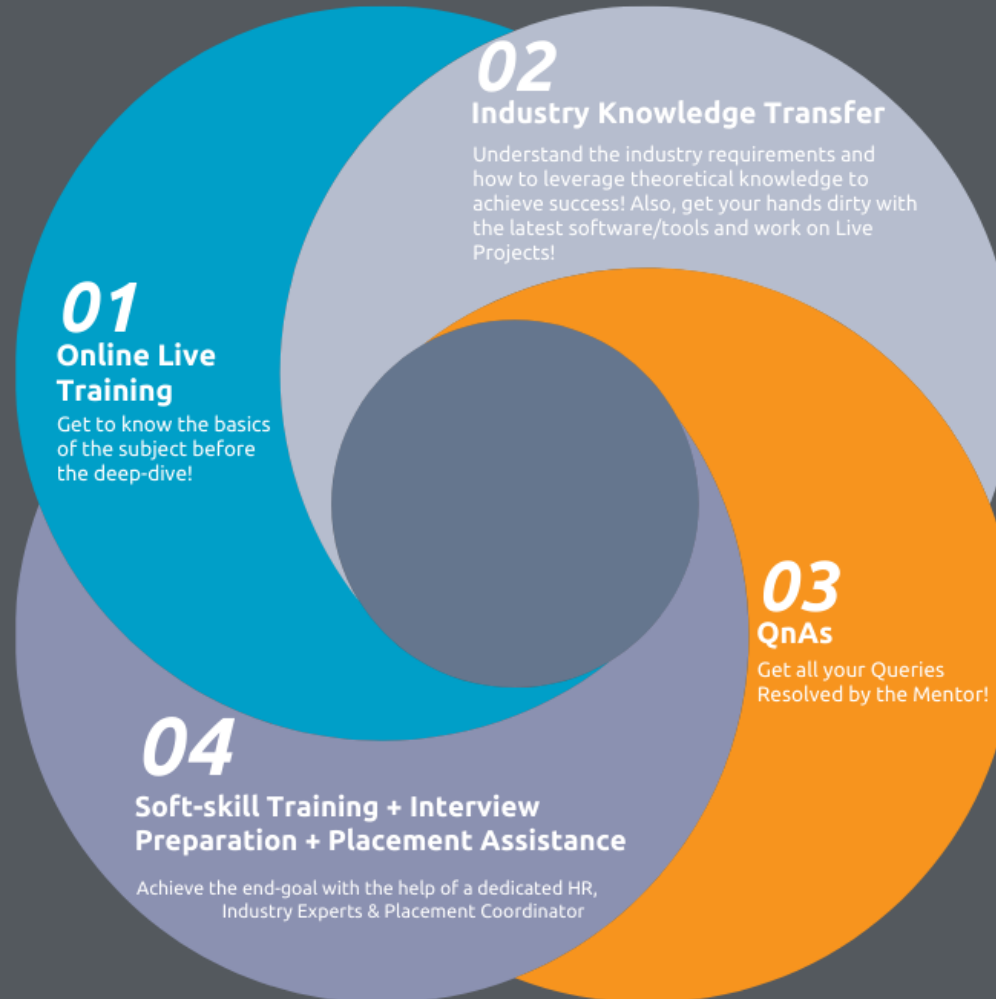 01
Online Live
Training
Get to know the basics
of the subject before
the deep-dive!
02
Industry Knowledge Transfer
Understand the industry requirements and
how to leverage theoretical knowledge to
achieve success! Also, get your hands dirty with
the latest software/tools and work on Live
Projects!
03
QnAs
Get all your Queries
Resolved by the Mentor!
04
Soft-skill Training + Interview
Preparation + Placement Assistance
Achieve the end-goal with the help of a dedicated HR,
Industry Experts & Placement Coordinator